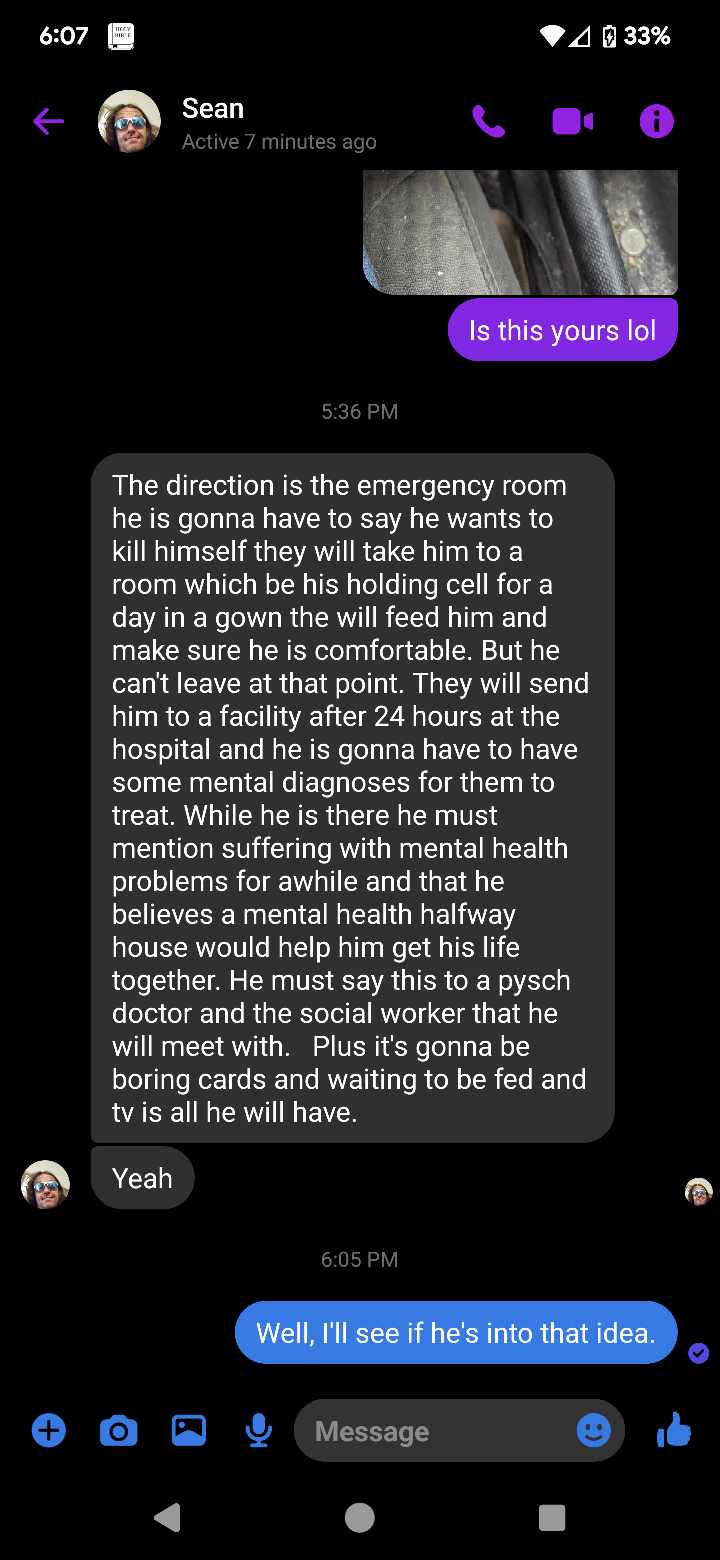 6:07
HOLY
BIBLE
33%
Sean
Active 7 minutes ago
Is this yours lol
5:36 PM
The direction is the emergency room
he is gonna have to say he wants to
kill himself they will take him to a
room which be his holding cell for a
day in a gown the will feed him and
make sure he is comfortable. But he
can't leave at that point. They will send
him to a facility after 24 hours at the
hospital and he is gonna have to have
some mental diagnoses for them to
treat. While he is there he must
mention suffering with mental health
problems for awhile and that he
believes a mental health halfway
house would help him get his life
together. He must say this to a pysch
doctor and the social worker that he
will meet with.   Plus it's gonna be
boring cards and waiting to be fed and
tv is all he will have.
Yeah
6:05 PM
Well, I'll see if he's into that idea.
Message